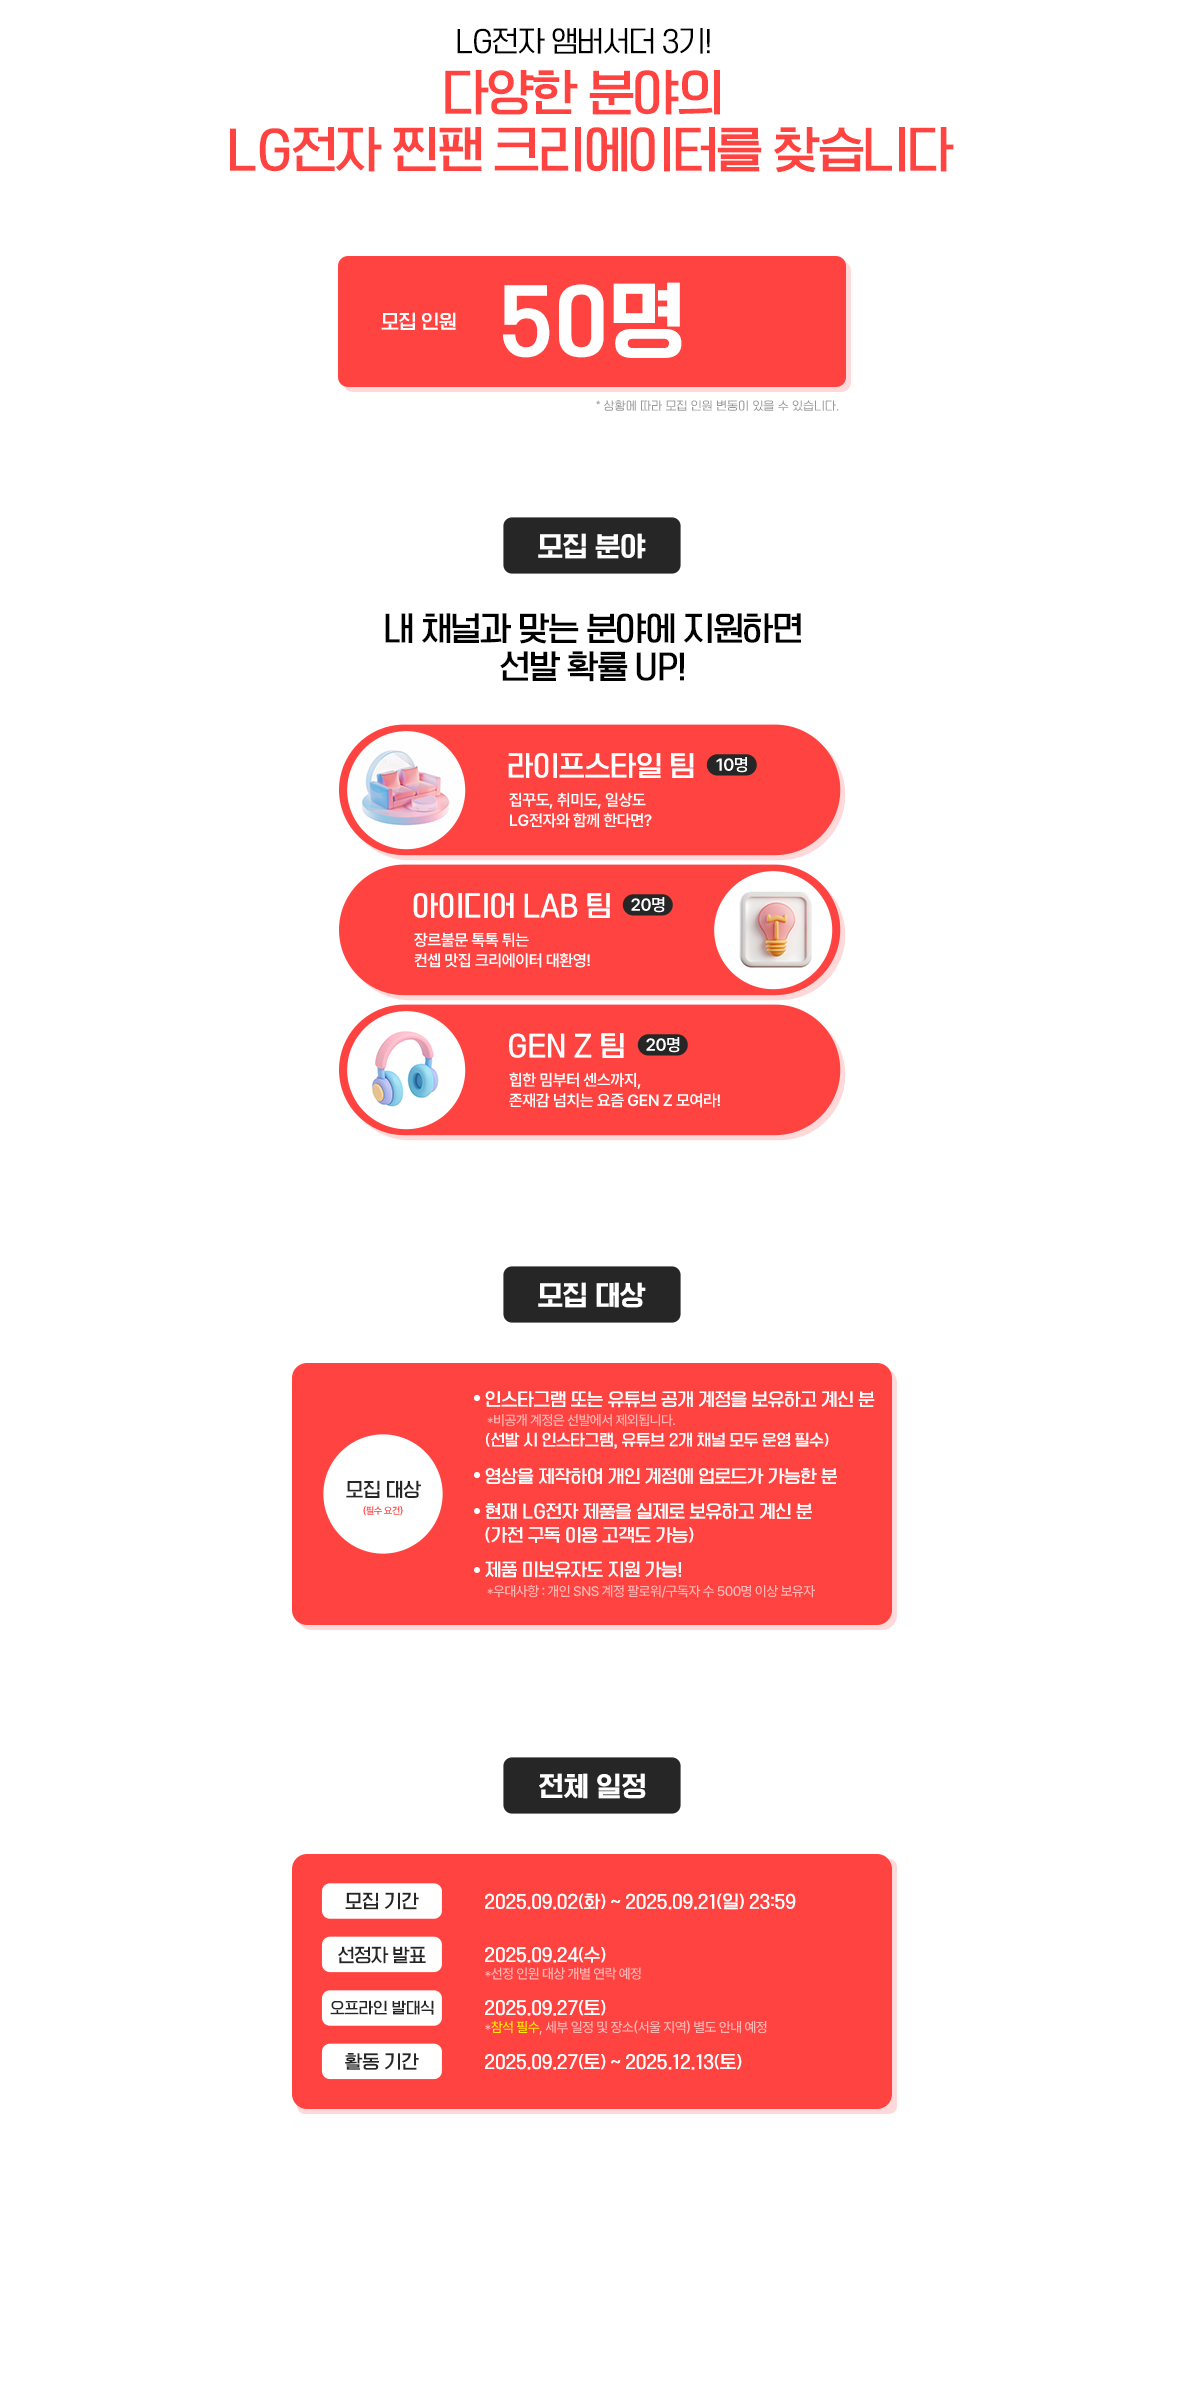 LG전자 앰버서더 3기!
다양한 분야의
LG전자 찐팬 크리에이터를 찾습니다
모집 인원 50명
* 상황에 따라 모집 인원 변동이 있을 수 있습니다.
모집 분야
내 채널과 맞는 분야에 지원하면
선발 확률 UP!
라이프스타일 팀 10명
집꾸도, 취미도, 일상도
LG전자와 함께 한다면?
아이디어 LAB 팀 20명
장르불문 톡톡 튀는
컨셉 맛집 크리에이터 대환영!
GEN Z 팀 20명
힙한 밈부터 센스까지,
존재감 넘치는 요즘 GEN Z 모여라!
모집 대상
모집 대상
(필수 요건)
• 인스타그램 또는 유튜브 공개 계정을 보유하고 계신 분
*비공개 계정은 선발에서 제외됩니다.
(선발 시 인스타그램, 유튜브 2개 채널 모두 운영 필수)
• 영상을 제작하여 개인 계정에 업로드가 가능한 분
• 현재 LG전자 제품을 실제로 보유하고 계신 분
(가전 구독 이용 고객도 가능)
• 제품 미보유자도 지원 가능!
*우대사항 : 개인 SNS 계정 팔로워/구독자 수 500명 이상 보유자
전체 일정
모집 기간 2025.09.02(화) ~ 2025.09.21(일) 23:59
선정자 발표 2025.09.24(수)
*선정 인원 대상 개별 연락 예정
오프라인 발대식 2025.09.27(토)
*참석 필수, 세부 일정 및 장소(서울 지역) 별도 안내 예정
활동 기간 2025.09.27(토) ~ 2025.12.13(토)